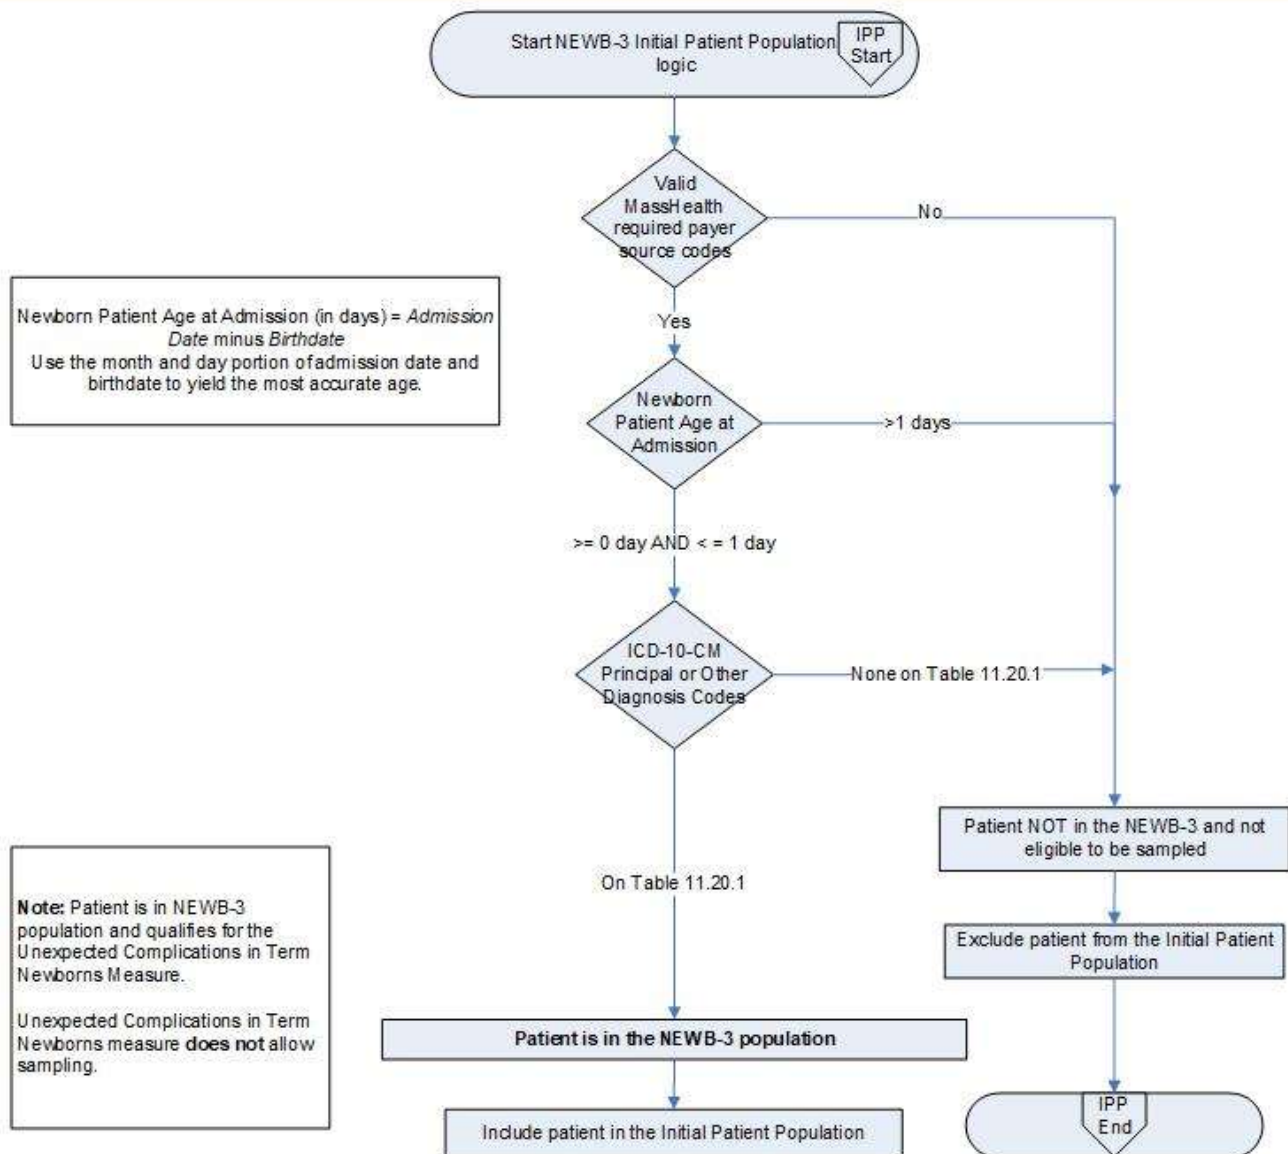 Start NEWB-3 Initial Patient Population
logic
IPP
Start
Valid
MassHealth
required payer
source codes
No
Yes
Newborn Patient Age at Admission (in days) = Admission
Date minus Birthdate
Use the month and day portion of admission date and
birthdate to yield the most accurate age.
Newborn
Patient Age at
Admission
>1 days
>= 0 day AND < = 1 day
ICD-10-CM
Principal or Other
Diagnosis Codes
None on Table 11.20.1
On Table 11.20.1
Patient NOT in the NEWB-3 and not
eligible to be sampled
Exclude patient from the Initial Patient
Population
Note: Patient is in NEWB-3
population and qualifies for the
Unexpected Complications in Term
Newborns Measure.
Unexpected Complications in Term
Newborns measure does not allow
sampling.
Patient is in the NEWB-3 population
Include patient in the Initial Patient Population
IPP
End